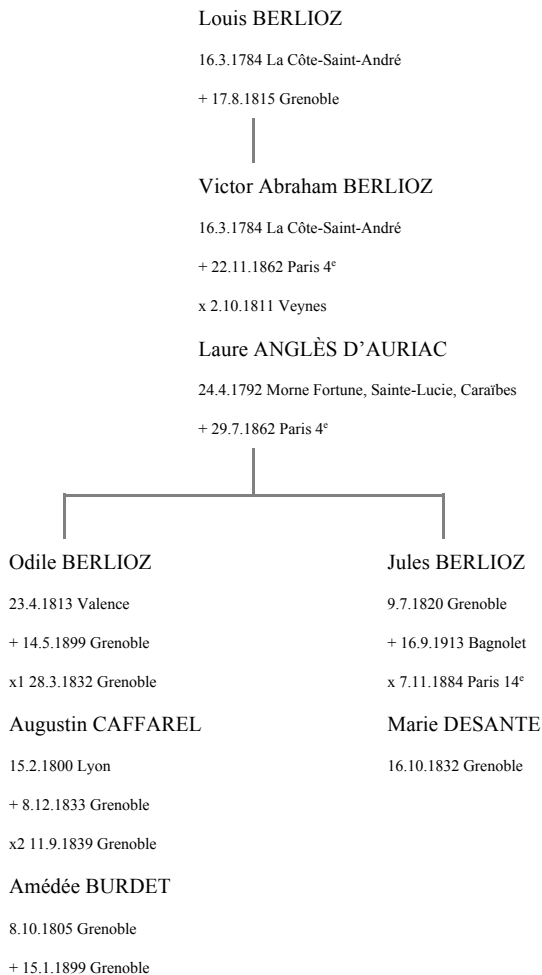 Louis BERLIOZ
16.3.1784 La Côte-Saint-André
+ 17.8.1815 Grenoble
Victor Abraham BERLIOZ
16.3.1784 La Côte-Saint-André
+ 22.11.1862 Paris 4e
x 2.10.1811 Veynes
Laure ANGLÈS D'AURIAC
24.4.1792 Morne Fortune, Sainte-Lucie, Caraïbes
+ 29.7.1862 Paris 4e
Odile BERLIOZ
23.4.1813 Valence
+ 14.5.1899 Grenoble
x1 28.3.1832 Grenoble
Augustin CAFFAREL
15.2.1800 Lyon
+ 8.12.1833 Grenoble
x2 11.9.1839 Grenoble
Amédée BURDET
8.10.1805 Grenoble
+ 15.1.1899 Grenoble
Jules BERLIOZ
9.7.1820 Grenoble
+ 16.9.1913 Bagnolet
x 7.11.1884 Paris 14e
Marie DESANTE
16.10.1832 Grenoble